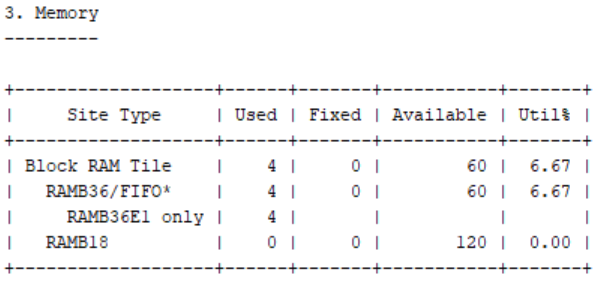 3. Memory
---------
+-------------------+------+-------+-----------+-------+
|     Site Type     | Used | Fixed | Available | Util% |
+-------------------+------+-------+-----------+-------+
| Block RAM Tile    |    4 |     0 |        60 |  6.67 |
|   RAMB36/FIFO*    |    4 |     0 |        60 |  6.67 |
|     RAMB36E1 only |    4 |       |           |       |
|   RAMB18          |    0 |     0 |       120 |  0.00 |
+-------------------+------+-------+-----------+-------+